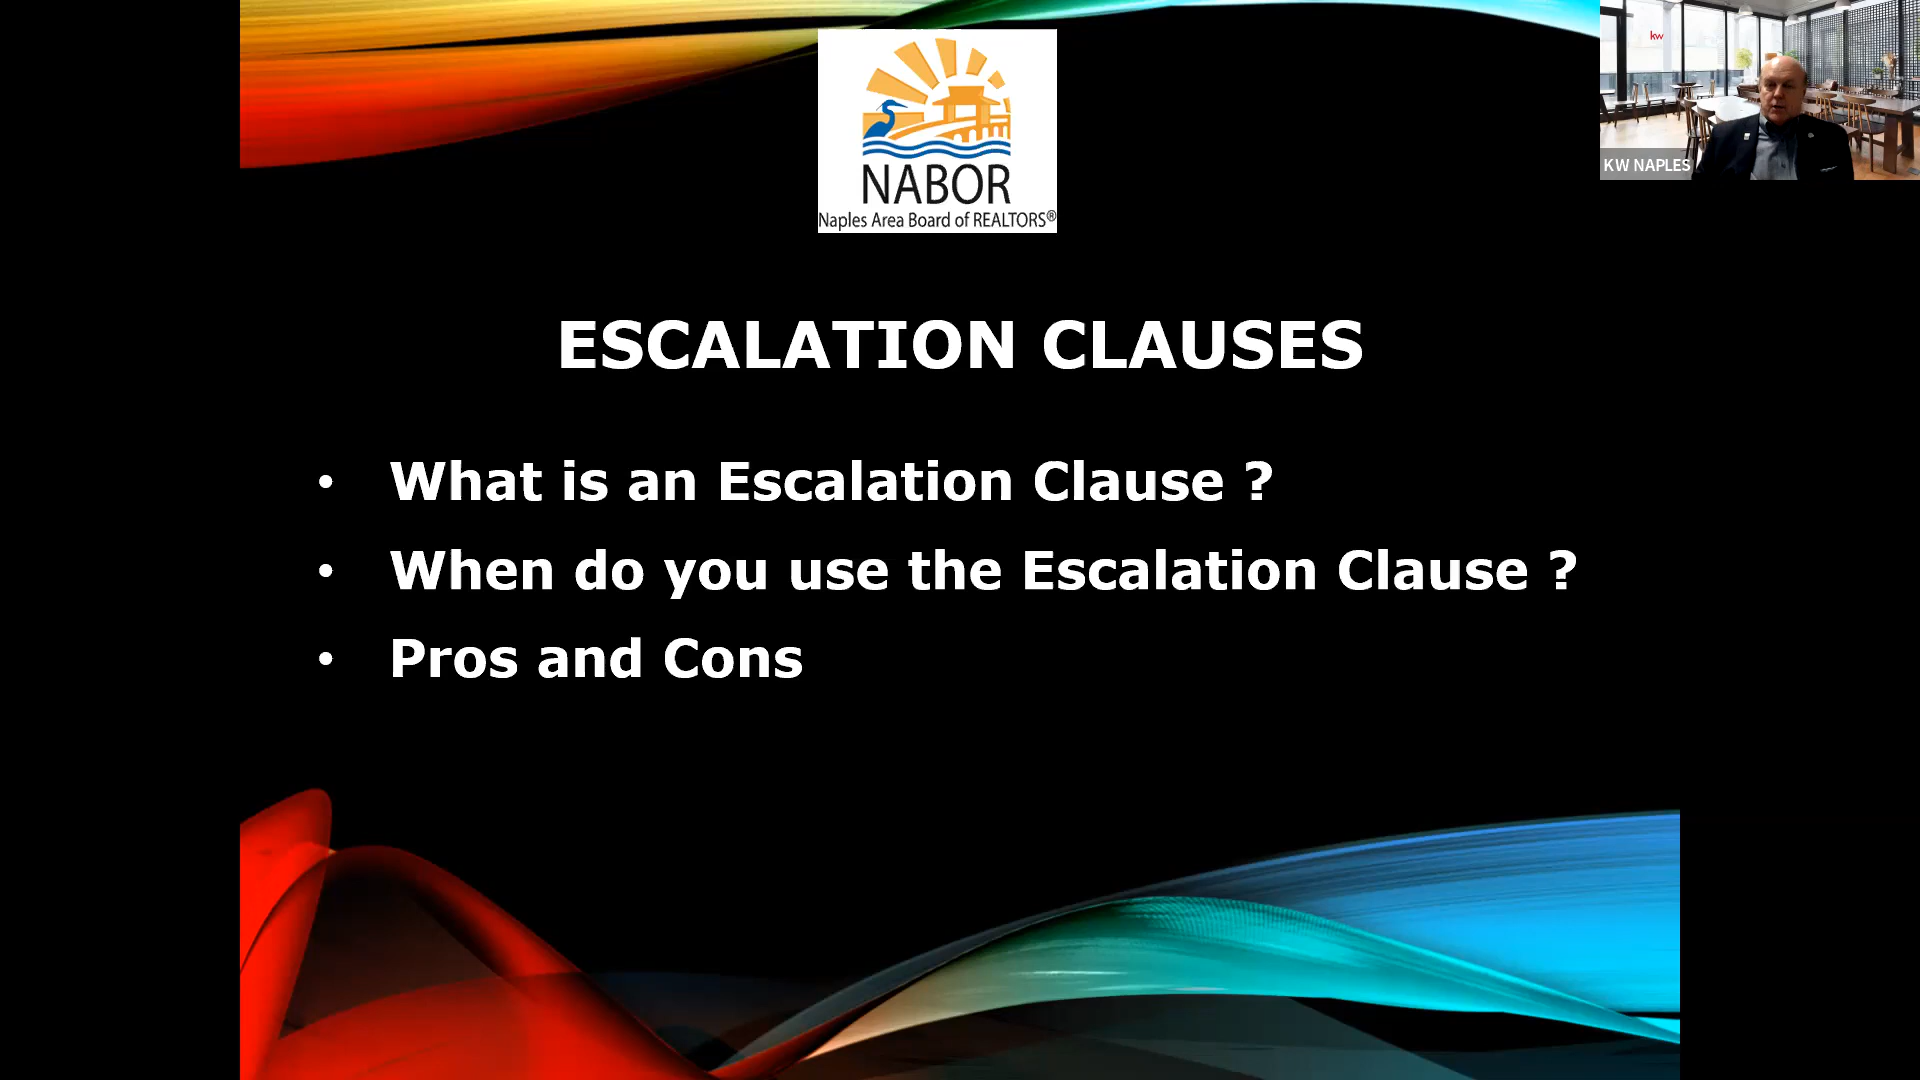 kw
KW NAPLES
NABOR
Naples Area Board of REALTORS®
ESCALATION CLAUSES
• What is an Escalation Clause ?
• When do you use the Escalation Clause ?
• Pros and Cons